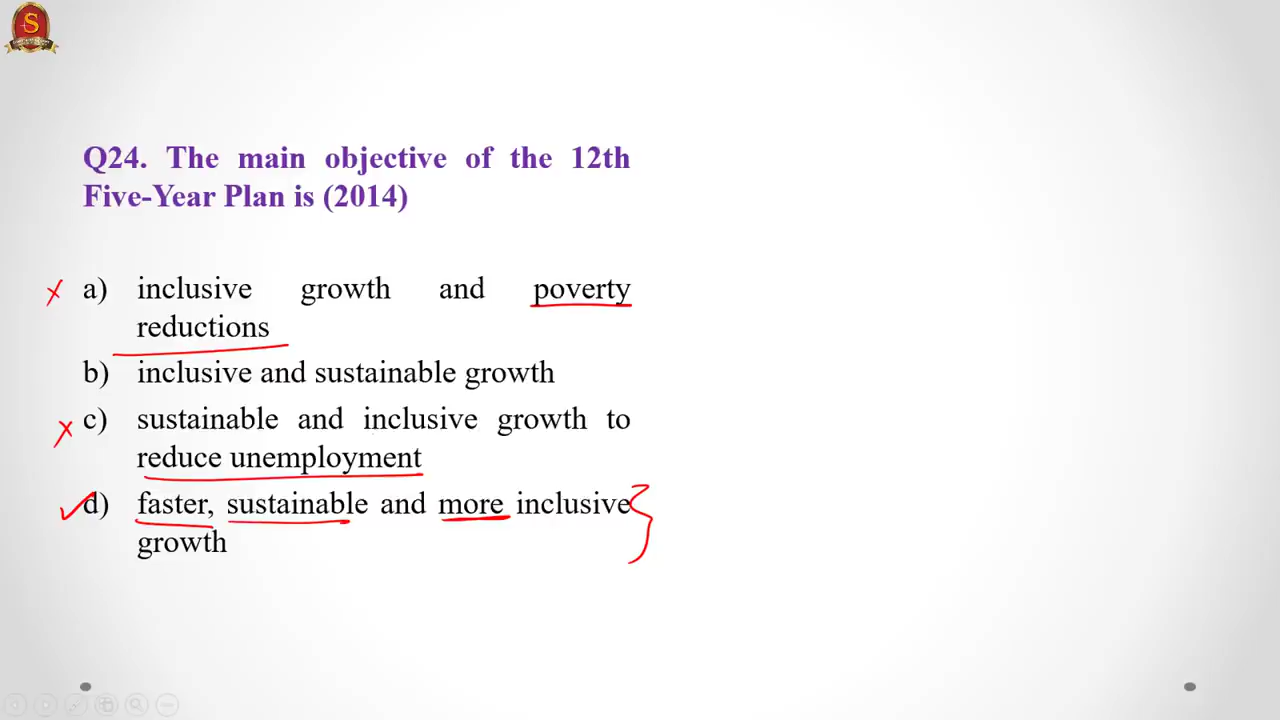 S
Q24. The main objective of the 12th
Five-Year Plan is (2014)
a) inclusive growth and poverty
reductions
b) inclusive and sustainable growth
c) sustainable and inclusive growth to
reduce unemployment
d) faster, sustainable and more inclusive
growth